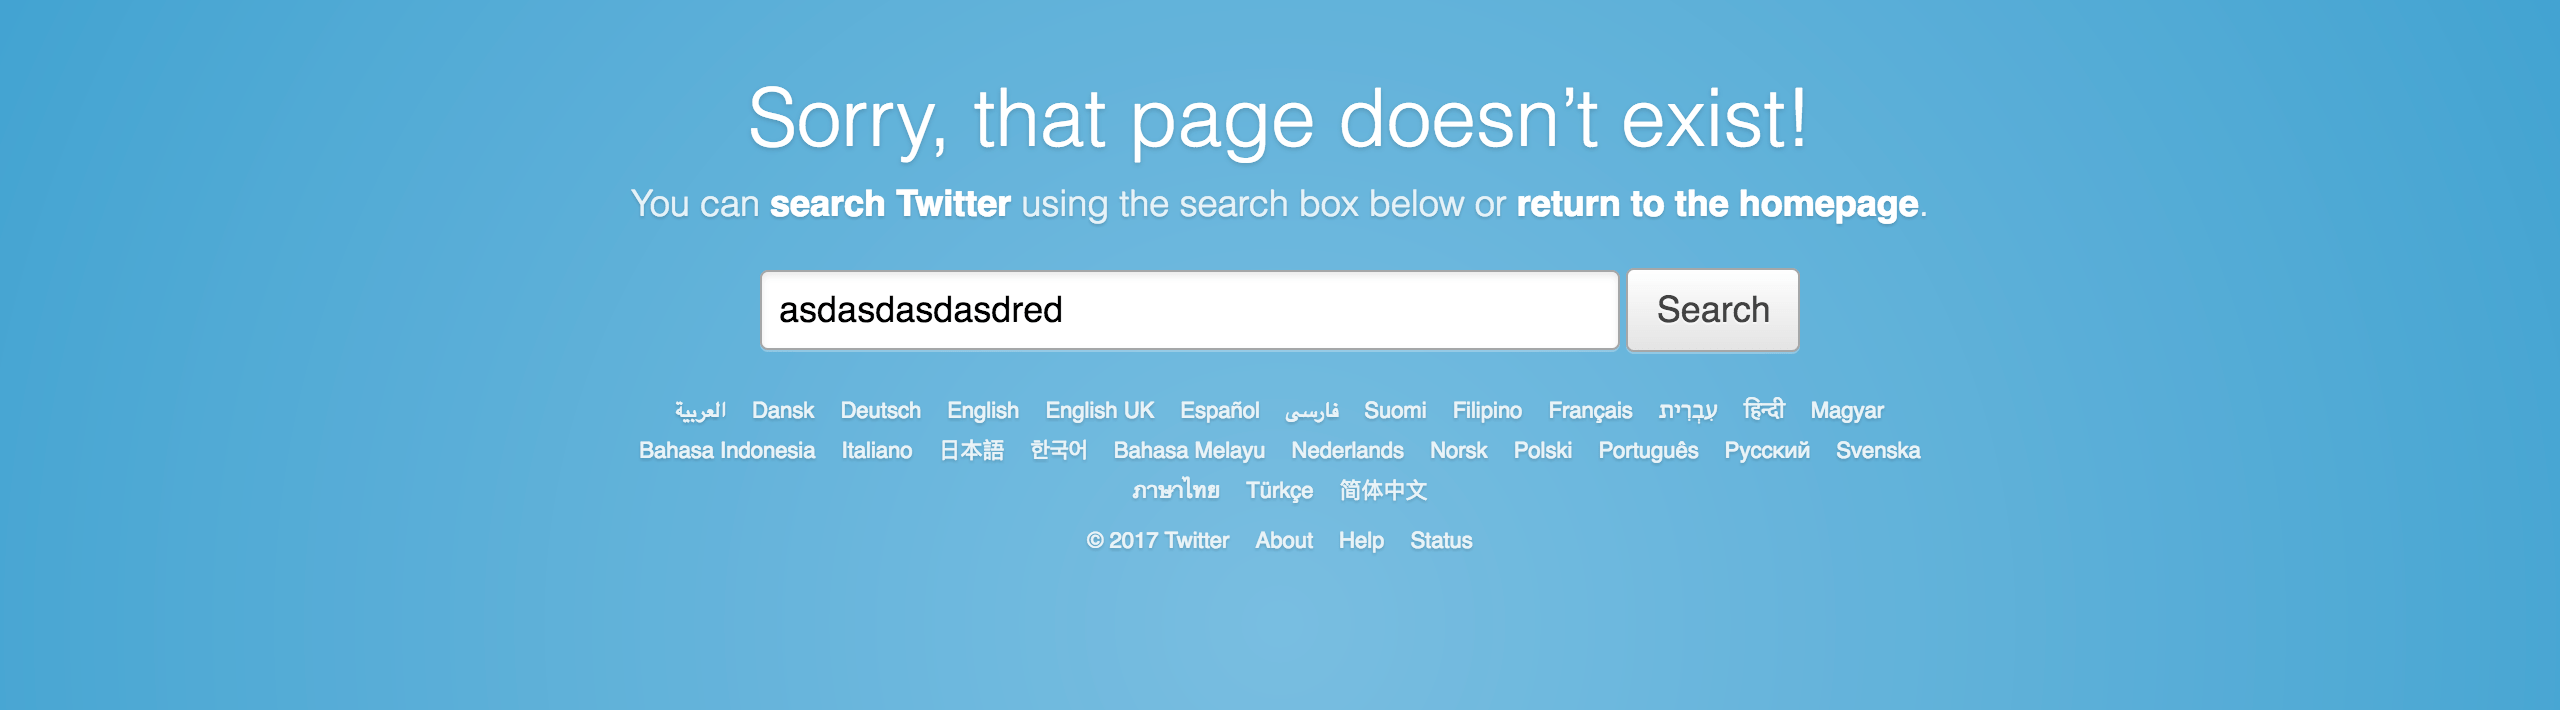 Sorry, that page doesn’t exist!
You can search Twitter using the search box below or return to the homepage.
asdasdasdasdred Search
العربية Dansk Deutsch English English UK Español فارسی Suomi Filipino Français עִבְרִית हिन्दी Magyar
Bahasa Indonesia Italiano 日本語 한국어 Bahasa Melayu Nederlands Norsk Polski Português Русский Svenska
ภาษาไทย Türkçe 简体中文
© 2017 Twitter About Help Status